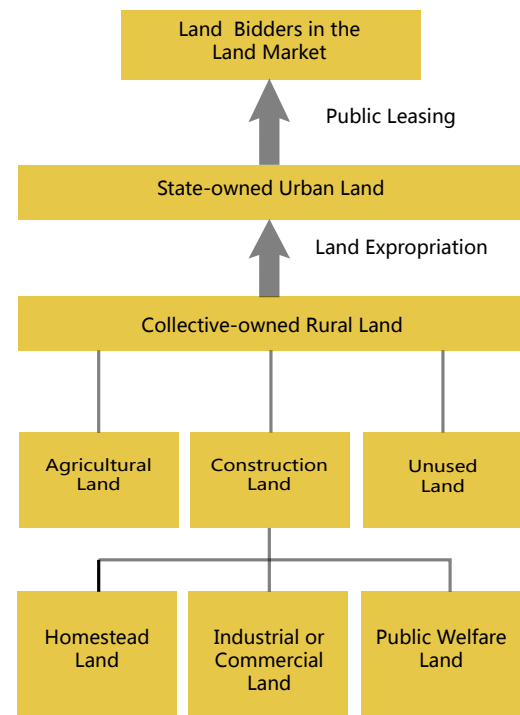 Land Bidders in the
Land Market
Public Leasing
State-owned Urban Land
Land Expropriation
Collective-owned Rural Land
Agricultural
Land
Construction
Land
Unused
Land
Homestead
Land
Industrial or
Commercial
Land
Public Welfare
Land